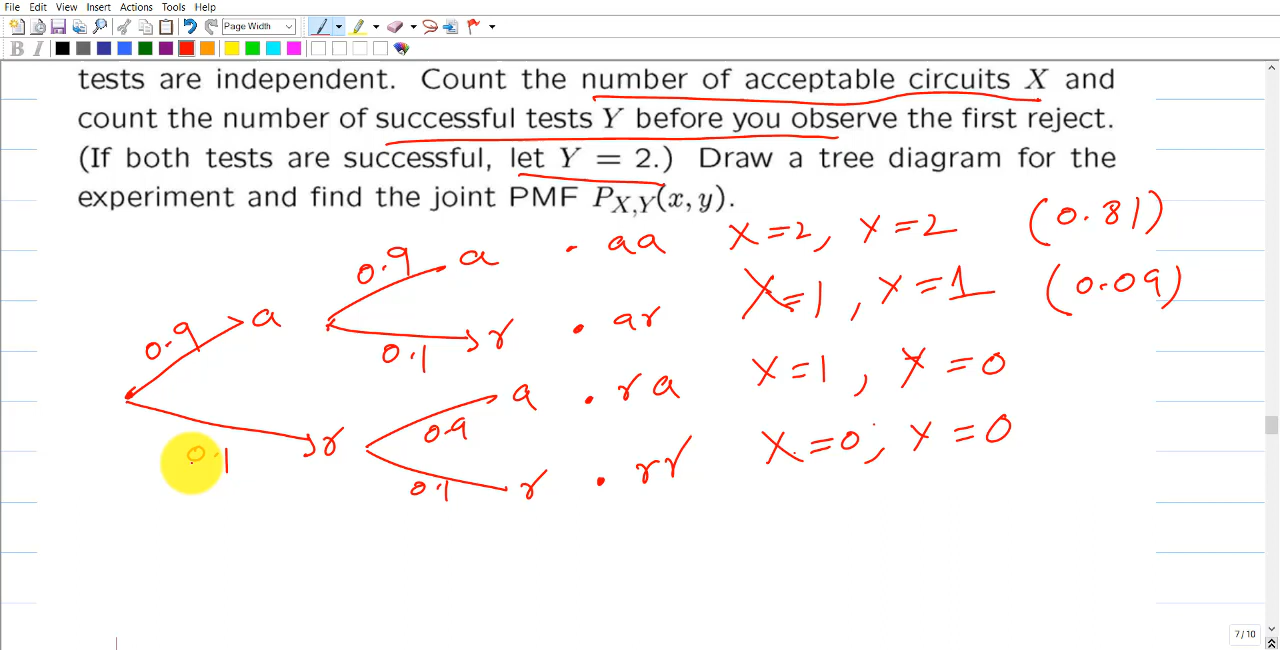 File Edit View Insert Actions Tools Help
Page Width
B I
tests are independent. Count the number of acceptable circuits X and
count the number of successful tests Y before you observe the first reject.
(If both tests are successful, let Y = 2.) Draw a tree diagram for the
experiment and find the joint PMF P_{X,Y}(x, y).
0.9 a 0.9 a · aa X=2, Y=2 (0.81)
0.1 r · ar X=1, Y=1 (0.09)
0.1 r 0.9 a · ra X=1, Y=0
0.1 r · rr X=0; Y=0
7/10